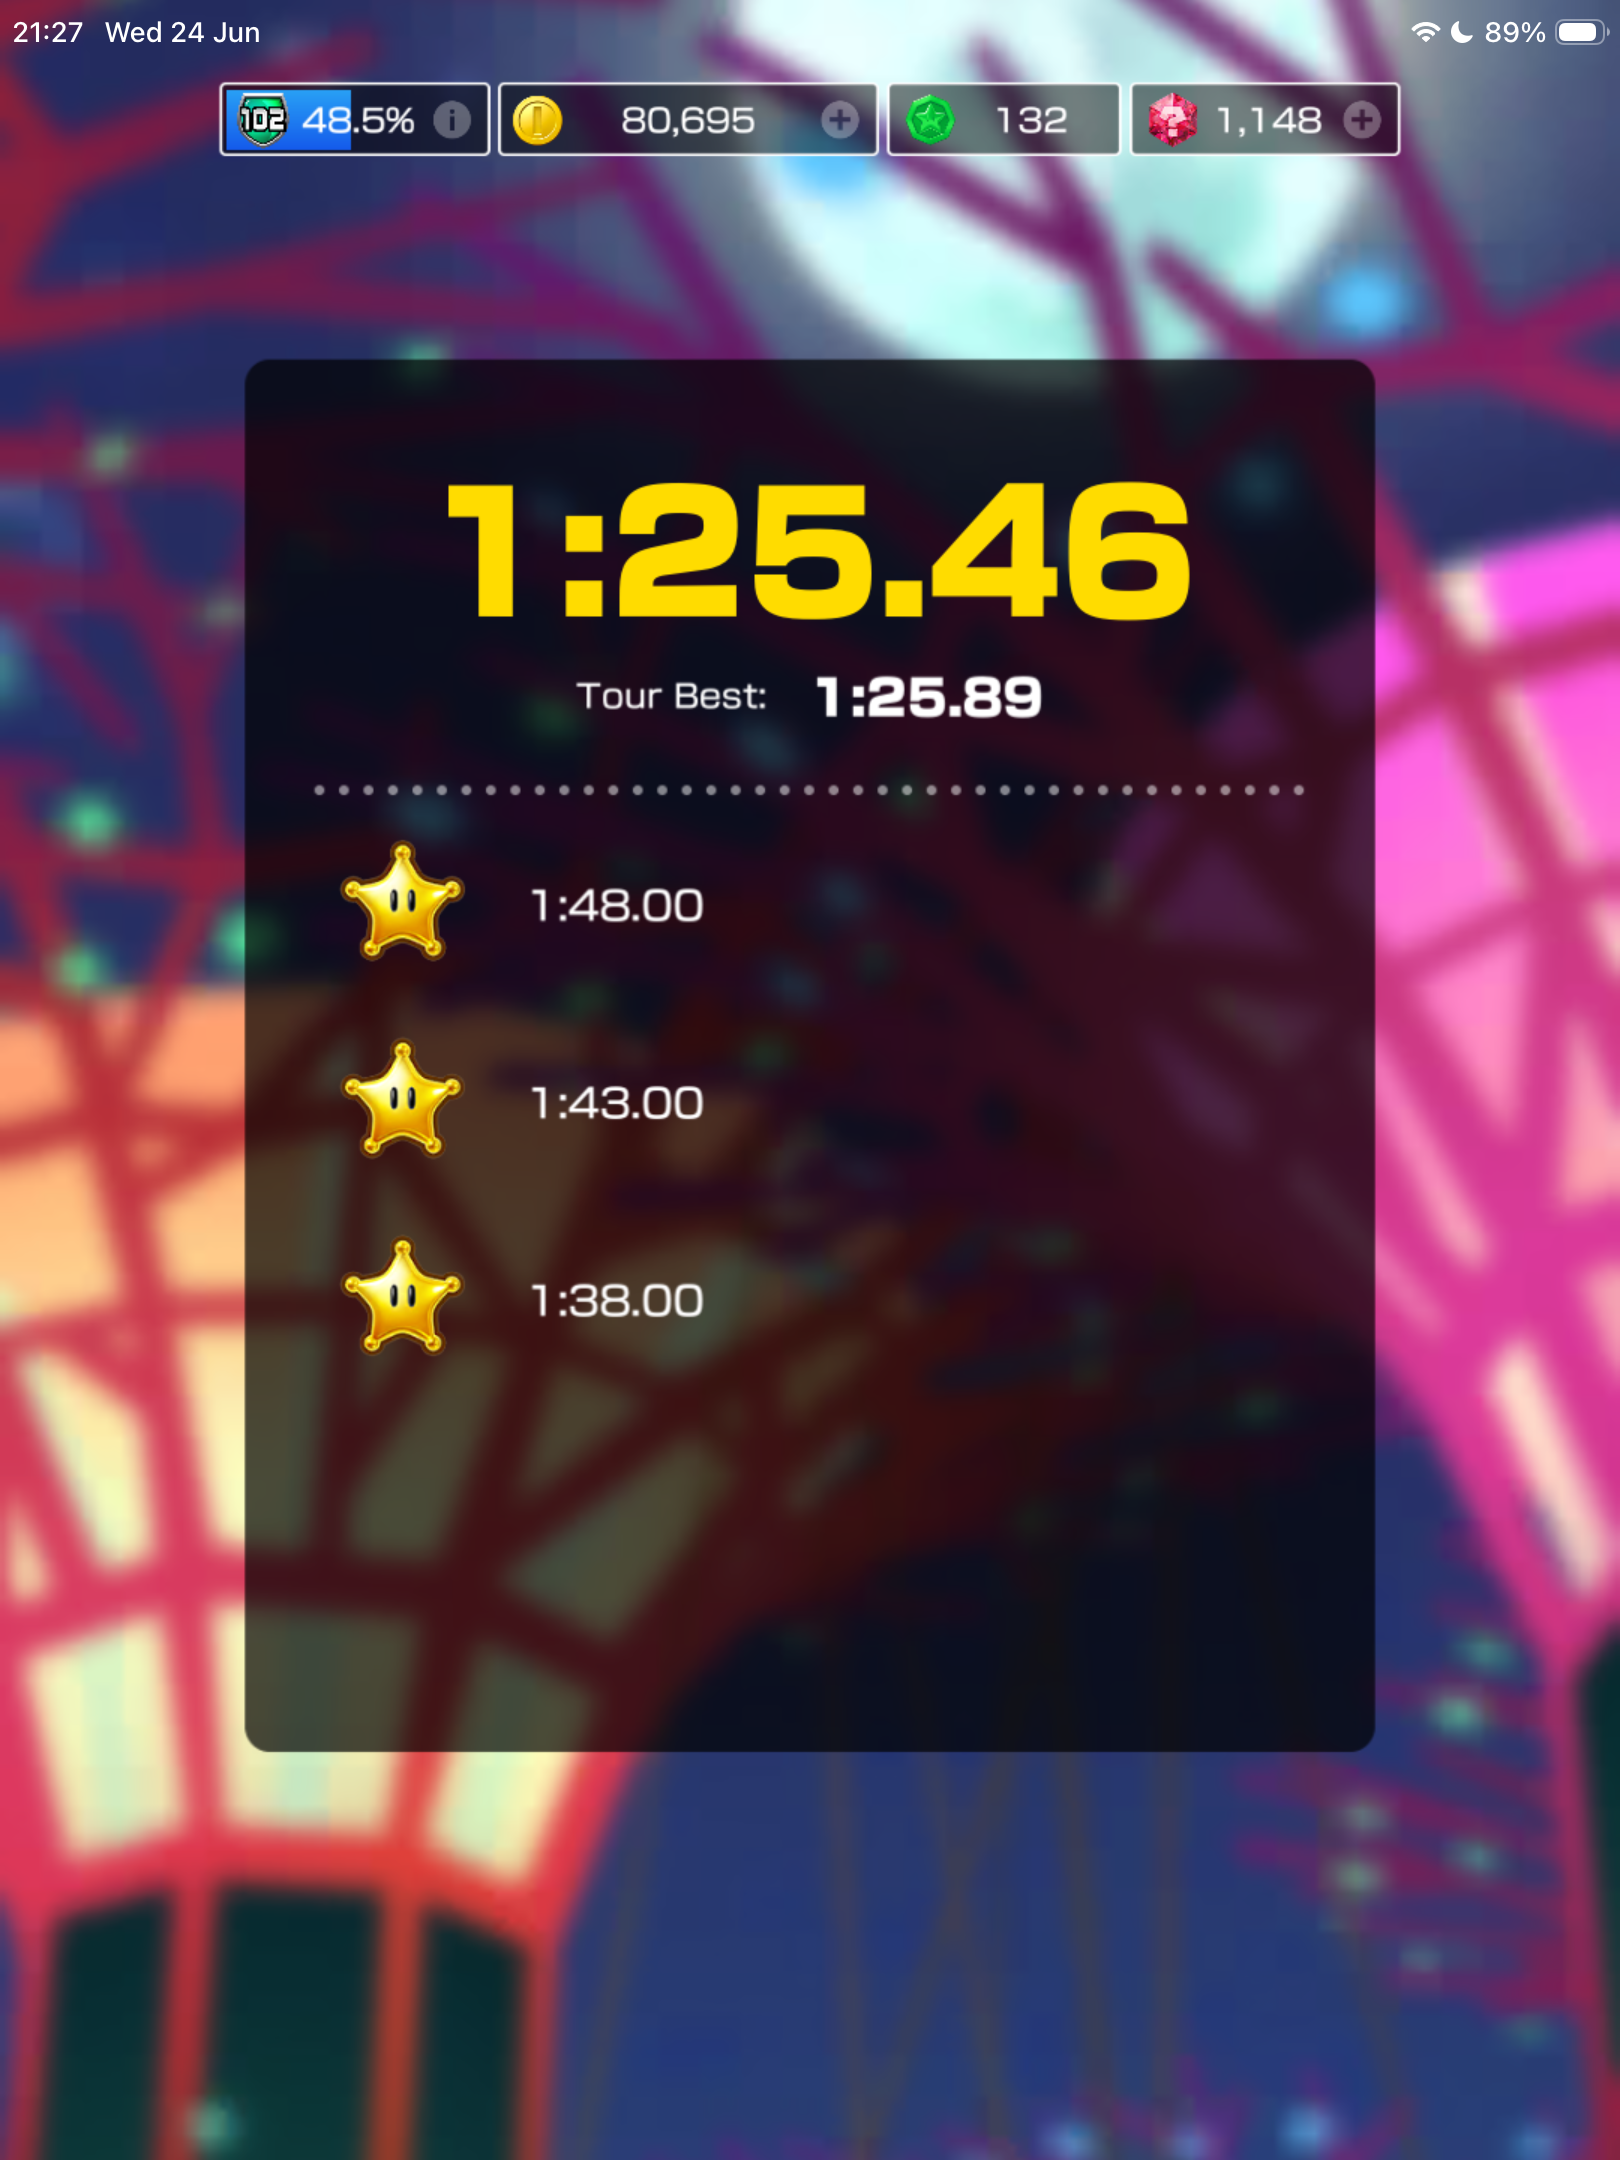 21:27 Wed 24 Jun 89%
102 48.5% i 80,695 + 132 ? 1,148 +
1:25.46
Tour Best: 1:25.89
1:48.00
1:43.00
1:38.00